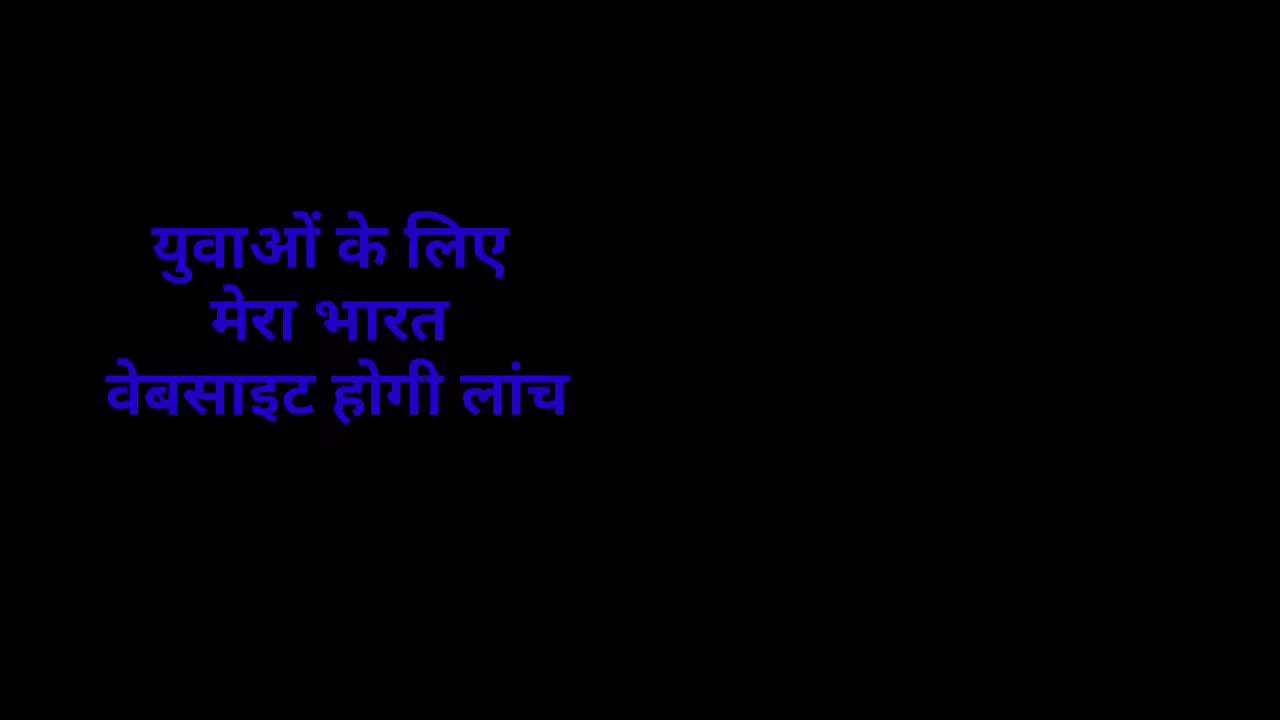 युवाओं के लिए
मेरा भारत
वेबसाइट होगी लांच